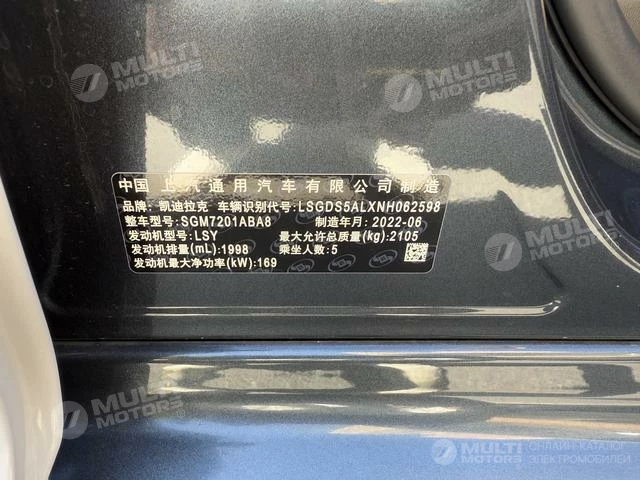 MULTI
MOTORS
MULTI
MOTORS
中国 上汽通用汽车有限公司制造
品牌: 凯迪拉克 车辆识别代号: LSGDS5ALXNH062598
整车型号: SGM7201ABA8 制造年月: 2022-06
发动机型号: LSY 最大允许总质量(kg): 2105
发动机排量(mL): 1998 乘坐人数: 5
发动机最大净功率(kW): 169
MULTI
MOTORS
MULTI
MOTORS
MULTI
MOTORS
ОНЛАЙН-КАТАЛОГ
ЭЛЕКТРОМОБИЛЕЙ